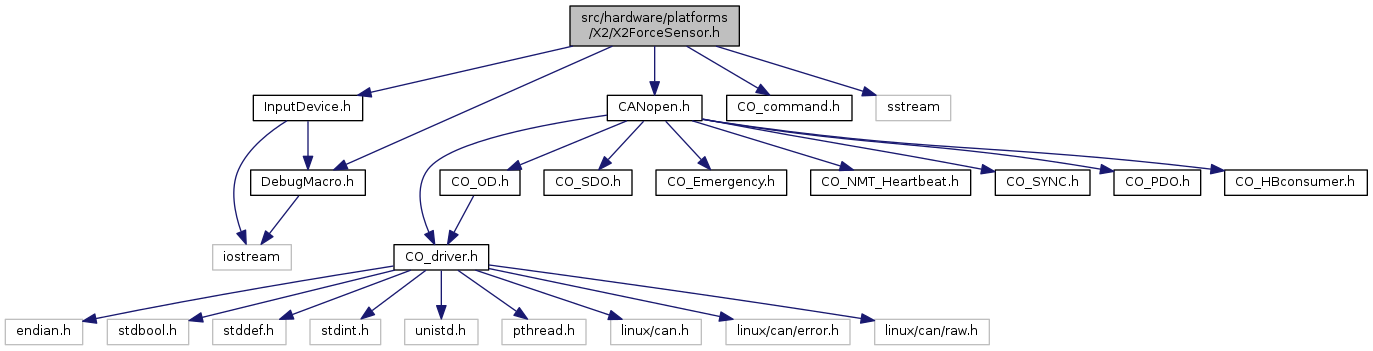 src/hardware/platforms
/X2/X2ForceSensor.h
InputDevice.h
CANopen.h
CO_command.h
sstream
DebugMacro.h
CO_OD.h
CO_SDO.h
CO_Emergency.h
CO_NMT_Heartbeat.h
CO_SYNC.h
CO_PDO.h
CO_HBconsumer.h
iostream
CO_driver.h
endian.h
stdbool.h
stddef.h
stdint.h
unistd.h
pthread.h
linux/can.h
linux/can/error.h
linux/can/raw.h